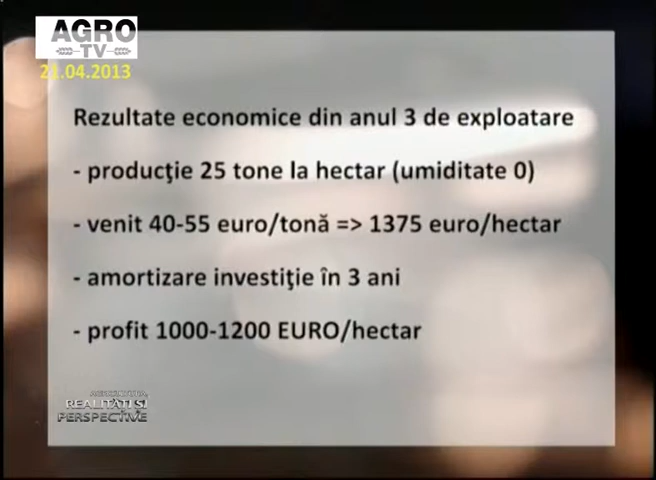 AGRO
TV
21.04.2013
Rezultate economice din anul 3 de exploatare
- producţie 25 tone la hectar (umiditate 0)
- venit 40-55 euro/tonă => 1375 euro/hectar
- amortizare investiţie în 3 ani
- profit 1000-1200 EURO/hectar
REALITĂŢI ŞI
PERSPECTIVE